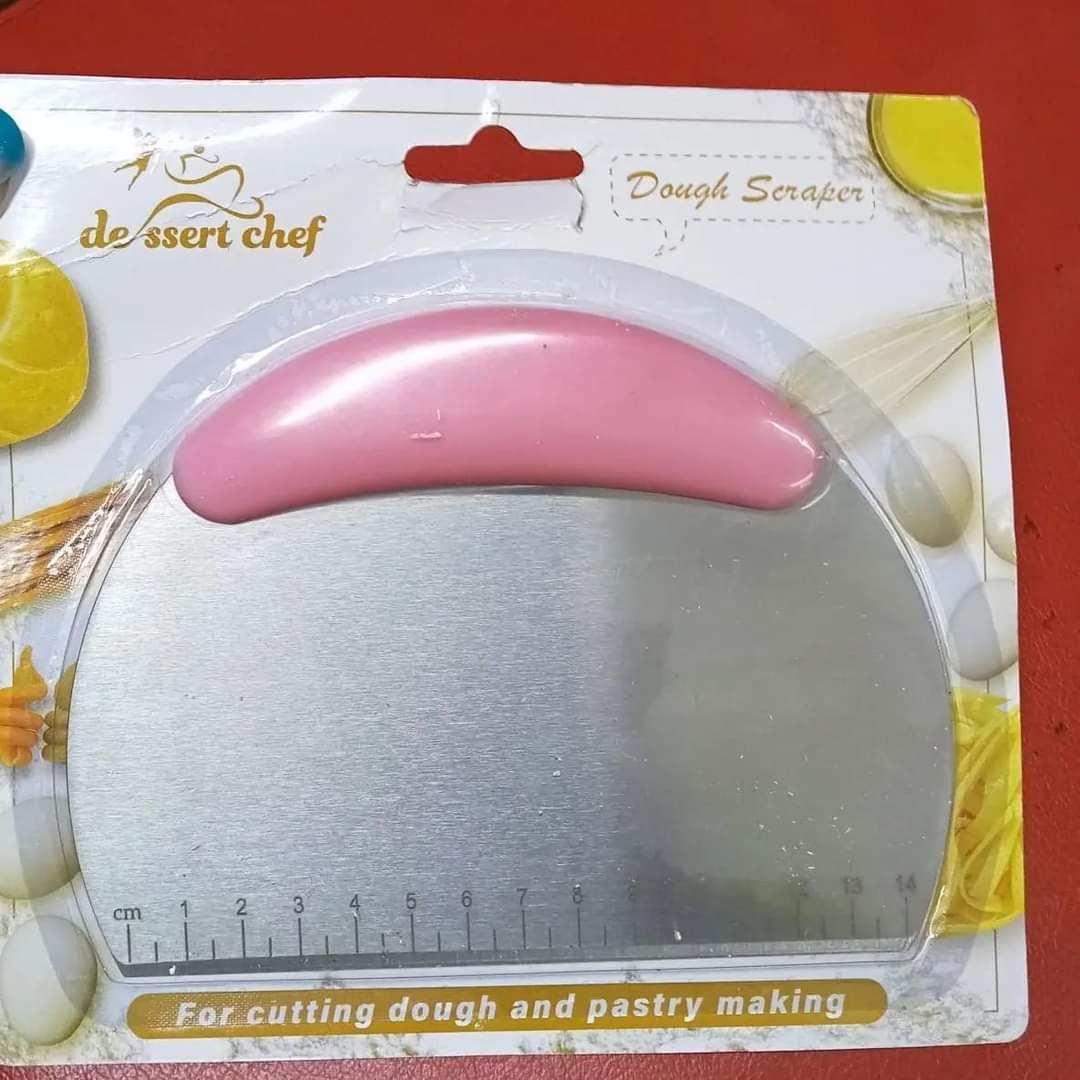 de ssert chef
Dough Scraper
cm 1 2 3 4 5 6 7 8 13 14
For cutting dough and pastry making